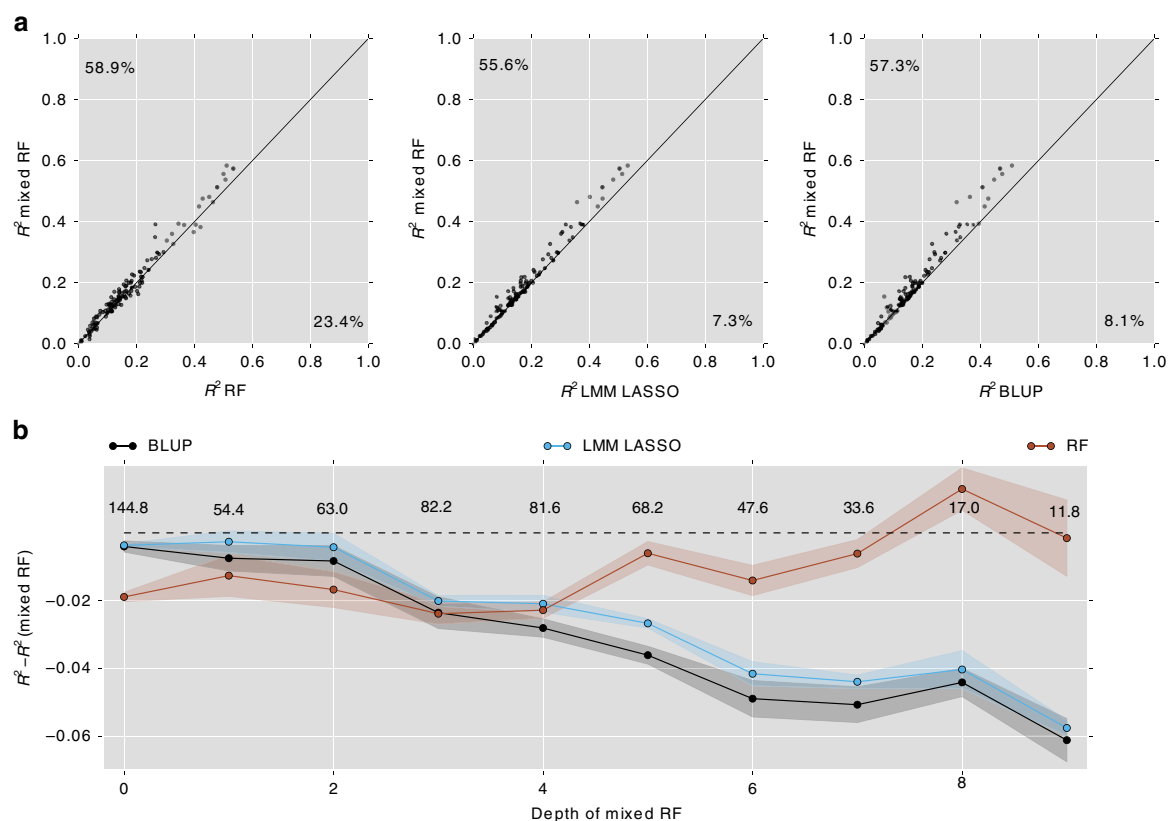 a
1.0
0.8
0.6
0.4
0.2
0.0
R² mixed RF
58.9%
23.4%
0.0 0.2 0.4 0.6 0.8 1.0
R² RF
1.0
0.8
0.6
0.4
0.2
0.0
R² mixed RF
55.6%
7.3%
0.0 0.2 0.4 0.6 0.8 1.0
R² LMM LASSO
1.0
0.8
0.6
0.4
0.2
0.0
R² mixed RF
57.3%
8.1%
0.0 0.2 0.4 0.6 0.8 1.0
R² BLUP
b
BLUP LMM LASSO RF
144.8 54.4 63.0 82.2 81.6 68.2 47.6 33.6 17.0 11.8
−0.02
−0.04
−0.06
R² −R² (mixed RF)
0 2 4 6 8
Depth of mixed RF